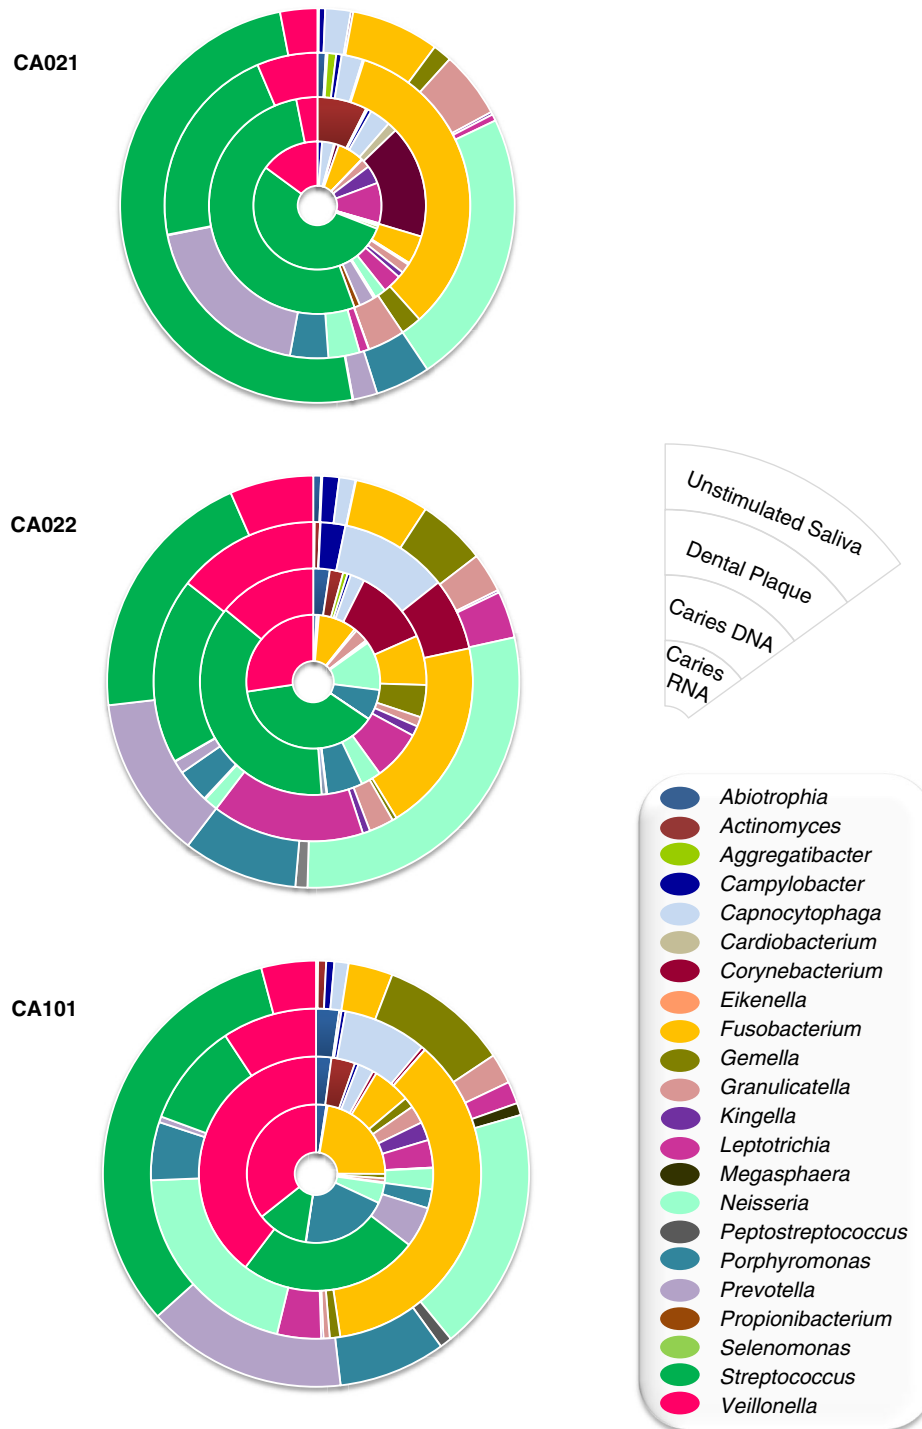 CA021
CA022
Unstimulated Saliva
Dental Plaque
Caries DNA
Caries
RNA
CA101
Abiotrophia
Actinomyces
Aggregatibacter
Campylobacter
Capnocytophaga
Cardiobacterium
Corynebacterium
Eikenella
Fusobacterium
Gemella
Granulicatella
Kingella
Leptotrichia
Megasphaera
Neisseria
Peptostreptococcus
Porphyromonas
Prevotella
Propionibacterium
Selenomonas
Streptococcus
Veillonella